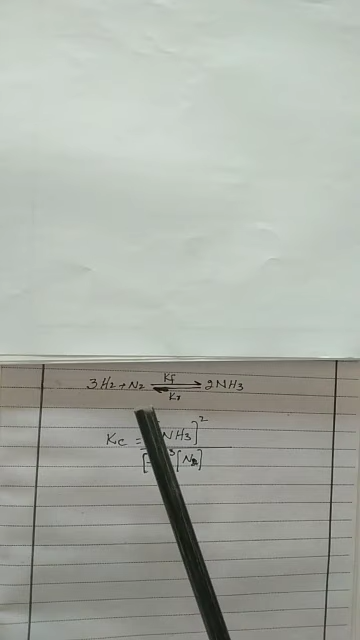 3H2 + N2 Kf ⇌ Kr 2NH3
Kc = NH3]^2
[ ^3 [N2]